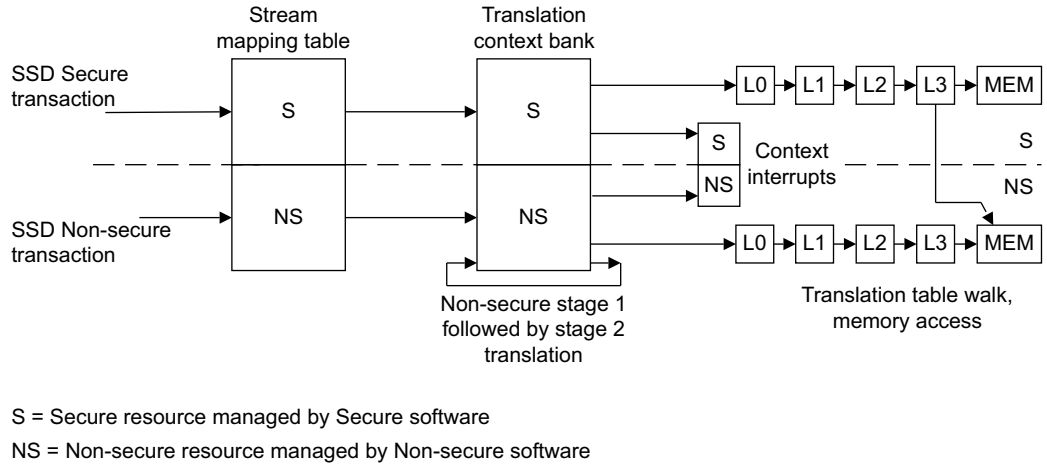 Stream
mapping table
Translation
context bank
SSD Secure
transaction
S
S
L0
L1
L2
L3
MEM
S
NS
Context
interrupts
S
NS
SSD Non-secure
transaction
NS
NS
L0
L1
L2
L3
MEM
Non-secure stage 1
followed by stage 2
translation
Translation table walk,
memory access
S = Secure resource managed by Secure software
NS = Non-secure resource managed by Non-secure software